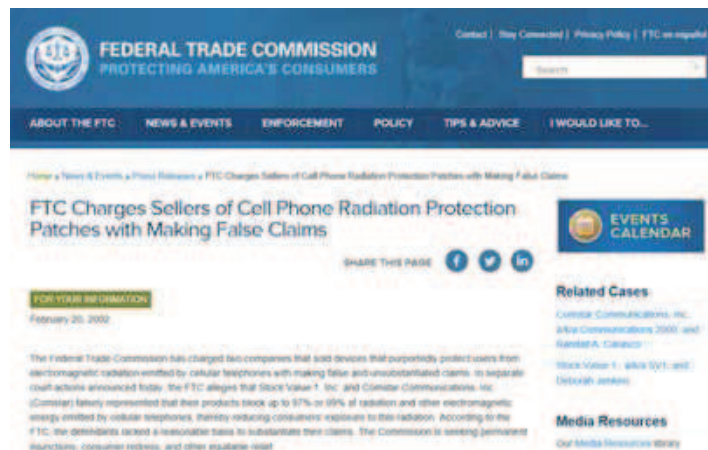 Contact | Stay Connected | Privacy Policy | FTC en español
FEDERAL TRADE COMMISSION
PROTECTING AMERICA'S CONSUMERS
Search
ABOUT THE FTC NEWS & EVENTS ENFORCEMENT POLICY TIPS & ADVICE I WOULD LIKE TO...
Home » News & Events » Press Releases » FTC Charges Sellers of Cell Phone Radiation Protection Patches with Making False Claims
FTC Charges Sellers of Cell Phone Radiation Protection
Patches with Making False Claims
EVENTS
CALENDAR
SHARE THIS PAGE
FOR YOUR INFORMATION
February 20, 2002
The Federal Trade Commission has charged two companies that sold devices that purportedly protect users from
electromagnetic radiation emitted by cellular telephones with making false and unsubstantiated claims. In separate
court actions announced today, the FTC alleges that Stock Value 1, Inc. and Comstar Communications, Inc.
(Comstar) falsely represented that their products block up to 97% or 99% of radiation and other electromagnetic
energy emitted by cellular telephones, thereby reducing consumers' exposure to this radiation. According to the
FTC, the defendants lacked a reasonable basis to substantiate their claims. The Commission is seeking permanent
injunctions, consumer redress, and other equitable relief.
Related Cases
Comstar Communications, Inc.,
a/k/a Communications 2000; and
Randall A. Carasco
Stock Value 1, a/k/a SV1; and
Deborah Jenkins
Media Resources
Our Media Resources library